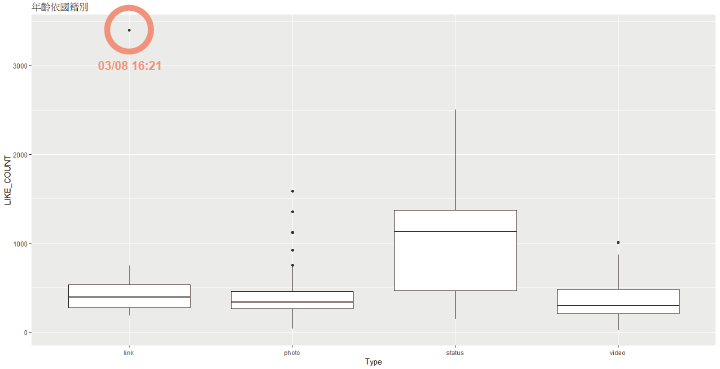 年齡依國籍別
03/08 16:21
3000
2000
1000
0
LIKE_COUNT
link
photo
status
video
Type